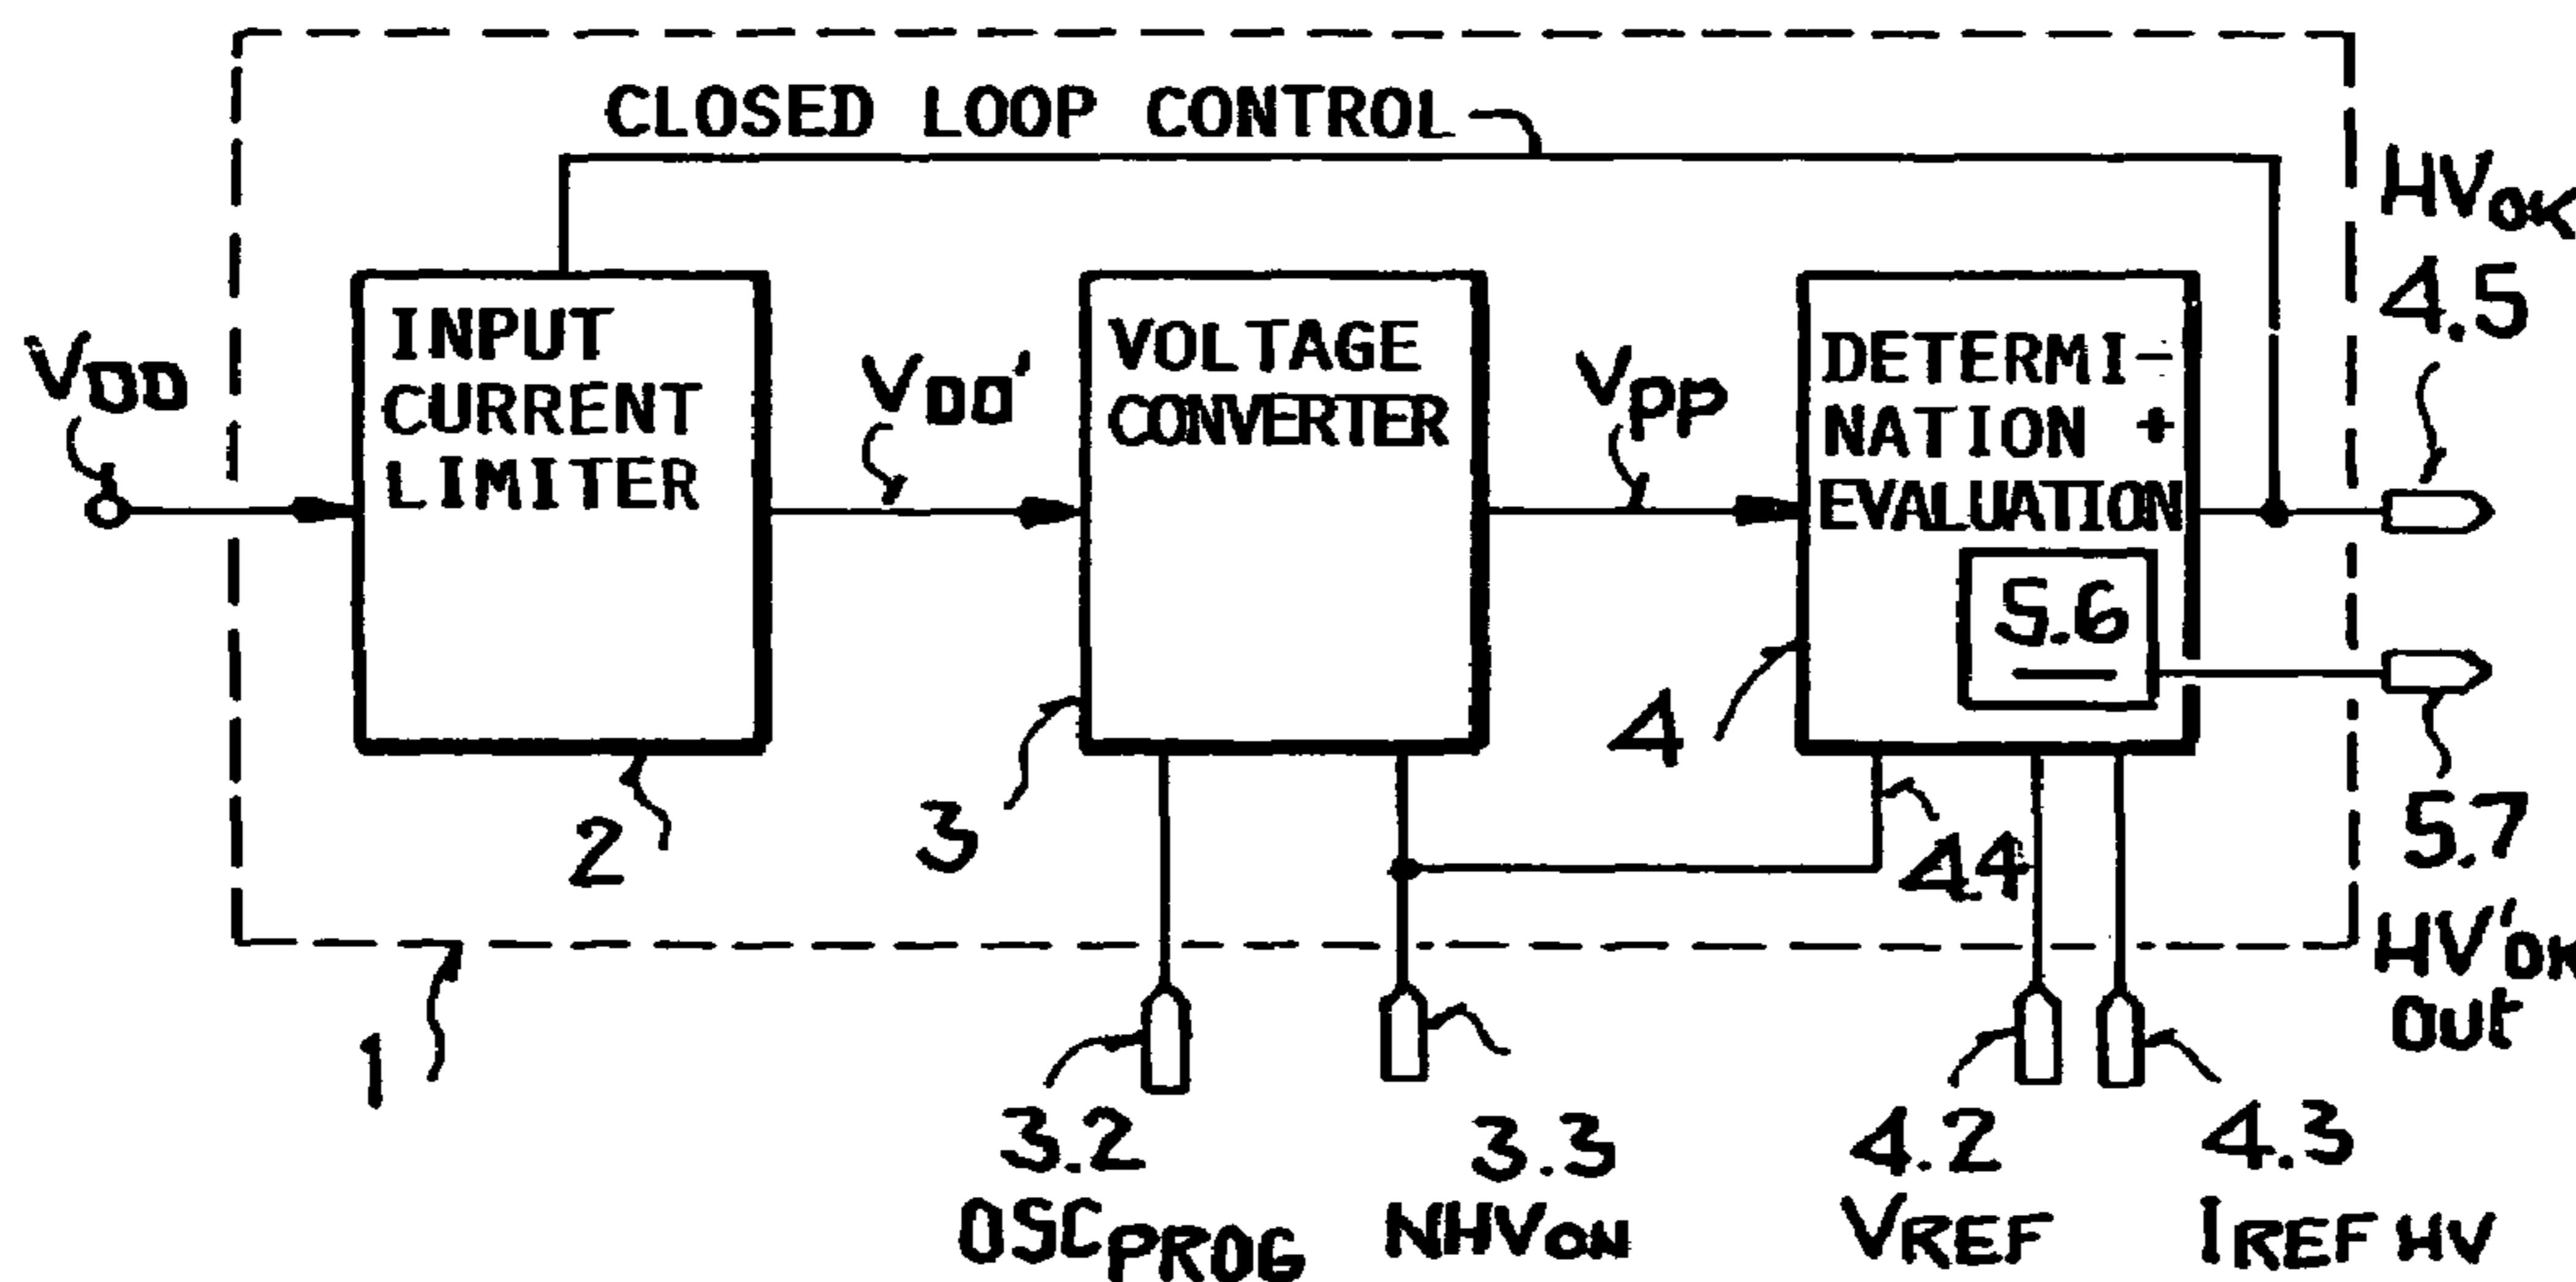 CLOSED LOOP CONTROL
HVOK
4.5
VDD
INPUT
CURRENT
LIMITER
VDD'
VOLTAGE
CONVERTER
VPP
DETERMI-
NATION +
EVALUATION
5.6
2
3
4
4.4
5.7
HV'OK
OUT
1
3.2
OSCPROG
3.3
NHVON
4.2
VREF
4.3
IREF HV